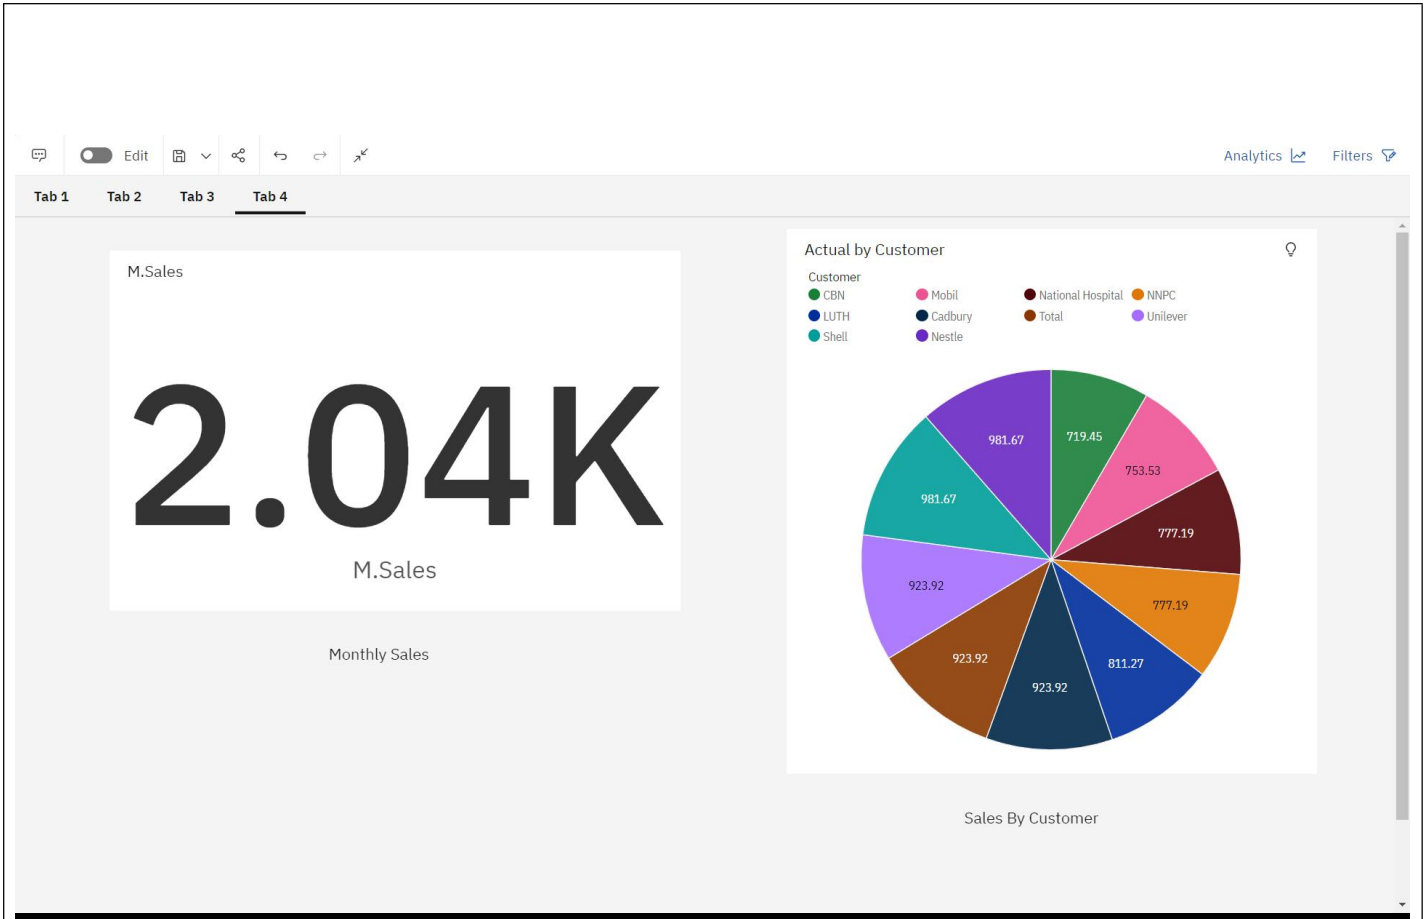 Edit
Analytics
Filters
Tab 1 Tab 2 Tab 3 Tab 4
M.Sales
2.04K
M.Sales
Monthly Sales
Actual by Customer
Customer
CBN Mobil National Hospital NNPC
LUTH Cadbury Total Unilever
Shell Nestle
981.67 719.45
753.53
981.67
777.19
923.92
777.19
923.92
811.27
923.92
Sales By Customer